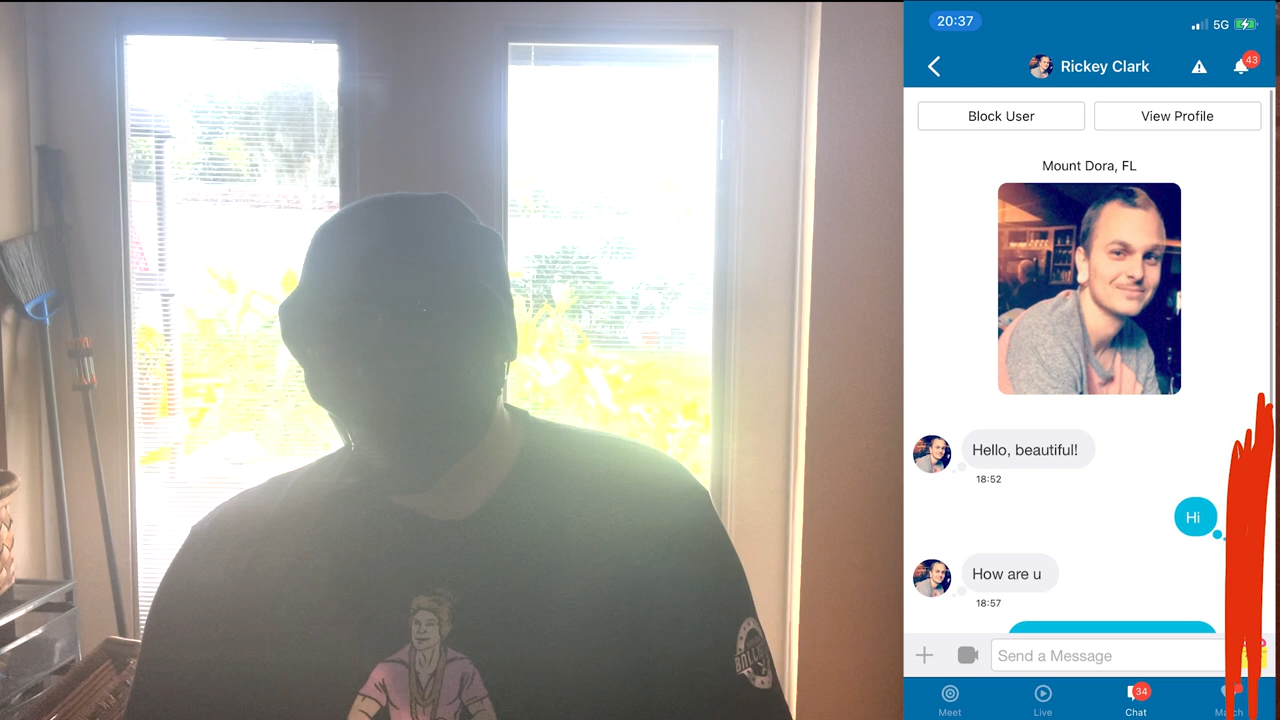 20:37
5G
Rickey Clark
43
Block User
View Profile
Mount Dora, FL
Hello, beautiful!!
18:52
Hi
How are u
18:57
Send a Message
Meet
Live
34
Chat
Match